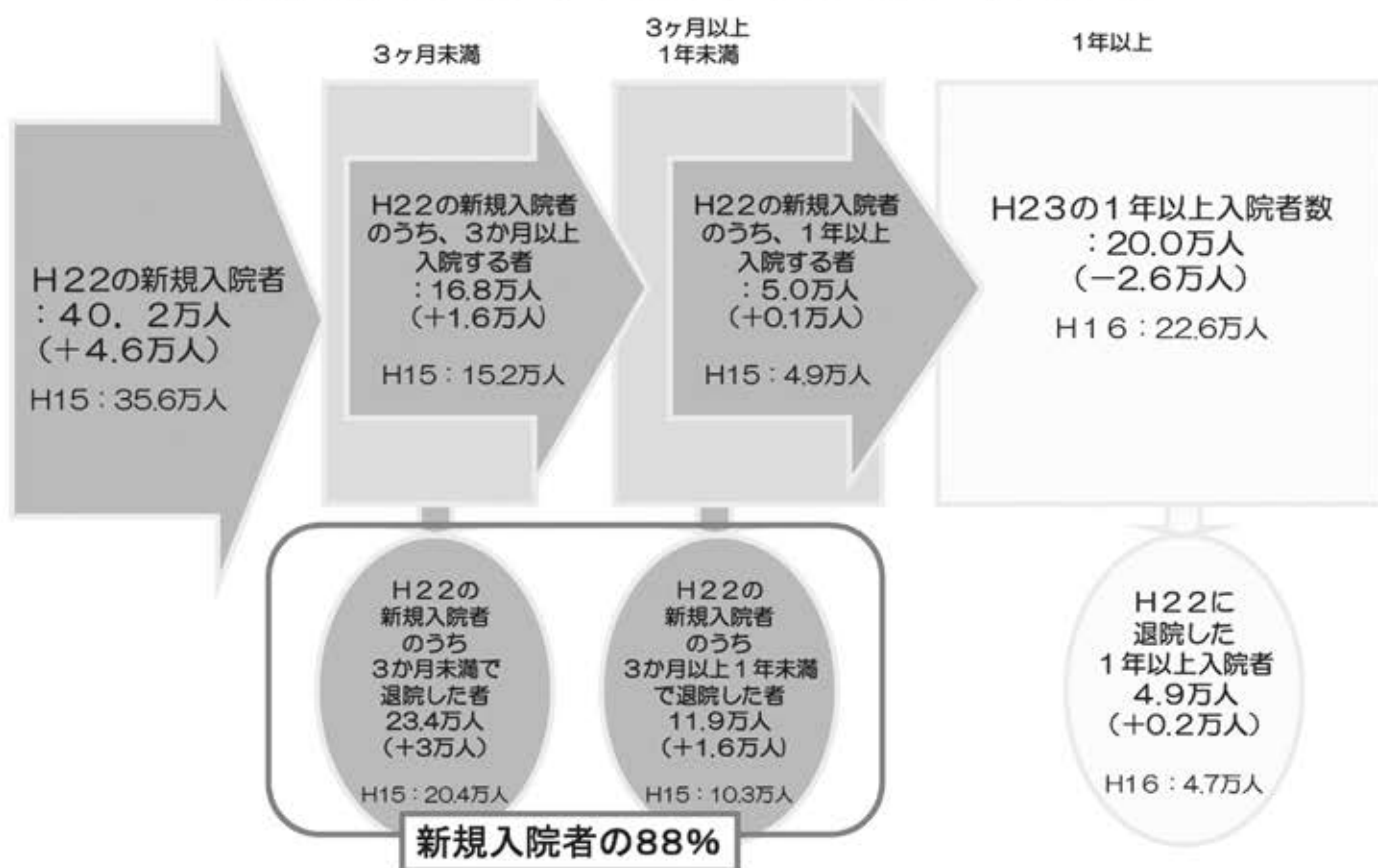 3ヶ月未満
3ヶ月以上
1年未満
1年以上
H22の新規入院者
:40.2万人
(+4.6万人)
H15:35.6万人
H22の新規入院者
のうち、3か月以上
入院する者
:16.8万人
(+1.6万人)
H15:15.2万人
H22の新規入院者
のうち、1年以上
入院する者
:5.0万人
(+0.1万人)
H15:4.9万人
H23の1年以上入院者数
:20.0万人
(-2.6万人)
H16:22.6万人
H22の
新規入院者
のうち
3か月未満で
退院した者
23.4万人
(+3万人)
H15:20.4万人
H22の
新規入院者
のうち
3か月以上1年未満
で退院した者
11.9万人
(+1.6万人)
H15:10.3万人
新規入院者の88%
H22に
退院した
1年以上入院者
4.9万人
(+0.2万人)
H16:4.7万人